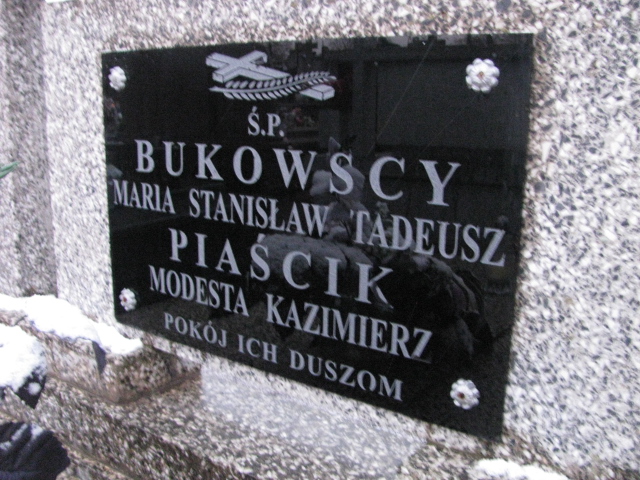 Ś.P.
BUKOWSCY
MARIA STANISŁAW TADEUSZ
PIAŚCIK
MODESTA KAZIMIERZ
POKÓJ ICH DUSZOM